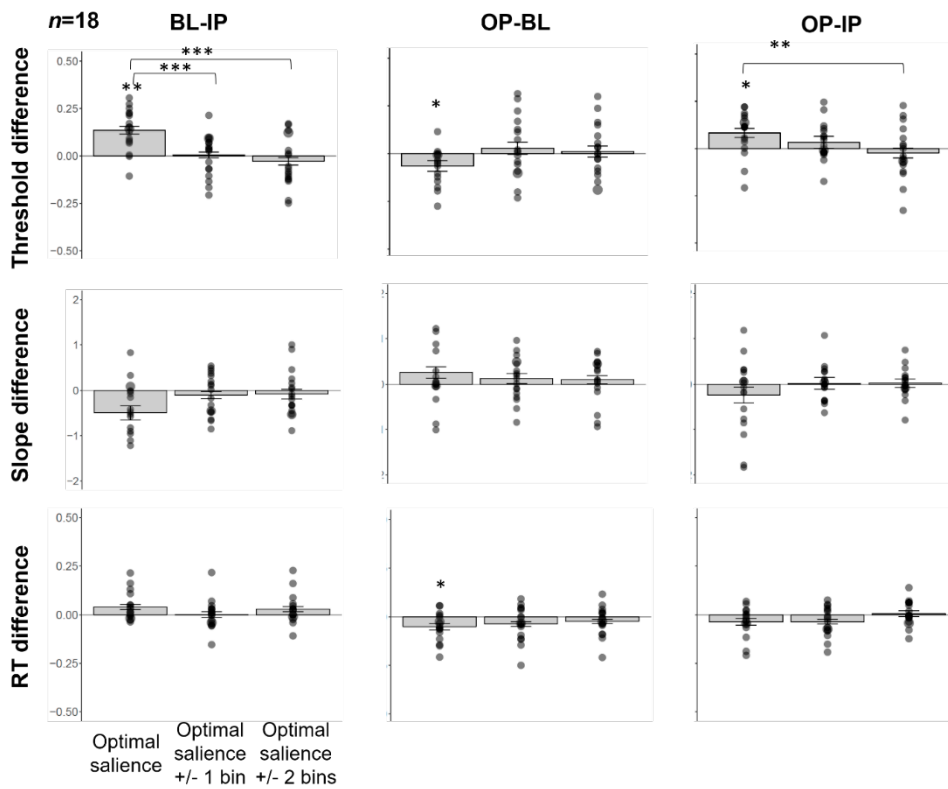 n=18
BL-IP
OP-BL
OP-IP
Threshold difference
0.50
0.25
0.00
−0.25
−0.50
***
***
**
*
**
*
Slope difference
2
1
0
−1
−2
RT difference
0.50
0.25
0.00
−0.25
−0.50
*
Optimal
salience
Optimal
salience
+/- 1 bin
Optimal
salience
+/- 2 bins